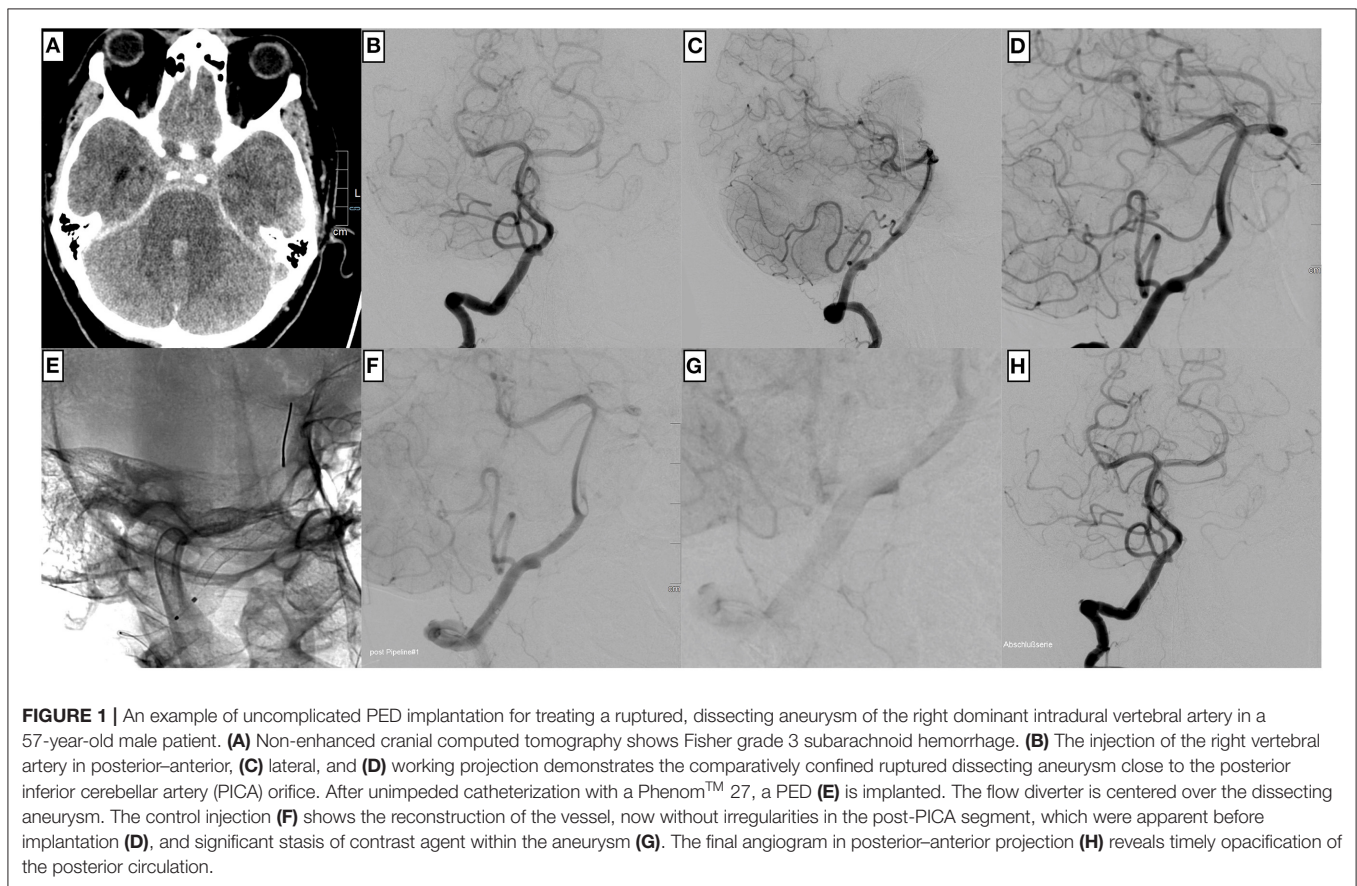 A
B
C
D
L
cm
cm
E
F
G
H
cm
post Pipeline#1
Abschlußserie
FIGURE 1 | An example of uncomplicated PED implantation for treating a ruptured, dissecting aneurysm of the right dominant intradural vertebral artery in a
57-year-old male patient. (A) Non-enhanced cranial computed tomography shows Fisher grade 3 subarachnoid hemorrhage. (B) The injection of the right vertebral
artery in posterior–anterior, (C) lateral, and (D) working projection demonstrates the comparatively confined ruptured dissecting aneurysm close to the posterior
inferior cerebellar artery (PICA) orifice. After unimpeded catheterization with a Phenom™ 27, a PED (E) is implanted. The flow diverter is centered over the dissecting
aneurysm. The control injection (F) shows the reconstruction of the vessel, now without irregularities in the post-PICA segment, which were apparent before
implantation (D), and significant stasis of contrast agent within the aneurysm (G). The final angiogram in posterior–anterior projection (H) reveals timely opacification of
the posterior circulation.